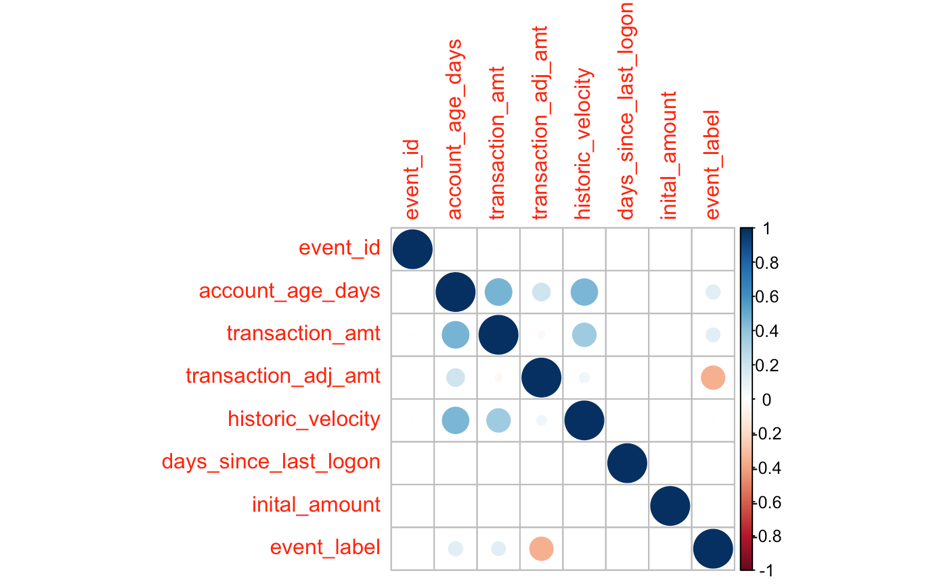 event_id
account_age_days
transaction_amt
transaction_adj_amt
historic_velocity
days_since_last_logon
inital_amount
event_label
event_id
account_age_days
transaction_amt
transaction_adj_amt
historic_velocity
days_since_last_logon
inital_amount
event_label
1
0.8
0.6
0.4
0.2
0
-0.2
-0.4
-0.6
-0.8
-1